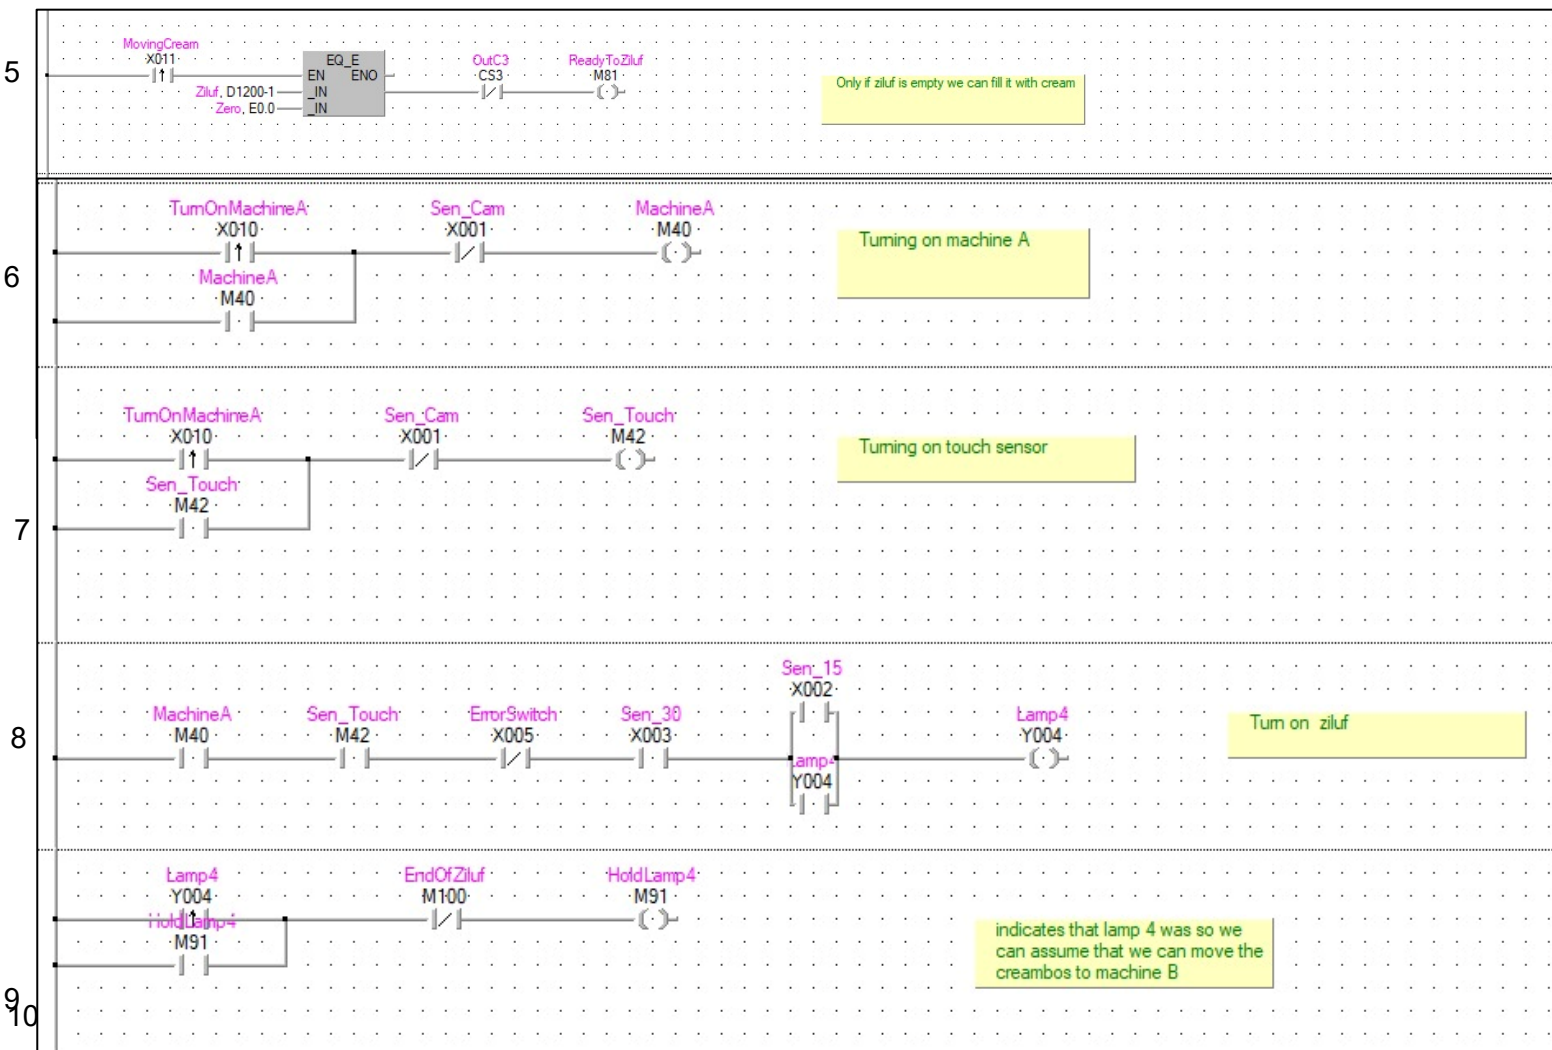 5
MovingCream
X011
EQ_E
EN ENO
Ziluf, D1200-1 _IN
Zero, E0.0 _IN
OutC3
CS3
ReadyToZiluf
M81
Only if ziluf is empty we can fill it with cream
6
TurnOnMachineA
X010
Sen_Cam
X001
MachineA
M40
MachineA
M40
Turning on machine A
7
TurnOnMachineA
X010
Sen_Cam
X001
Sen_Touch
M42
Sen_Touch
M42
Turning on touch sensor
8
MachineA
M40
Sen_Touch
M42
ErrorSwitch
X005
Sen_30
X003
Sen_15
X002
Lamp4
Y004
Lamp4
Y004
Turn on ziluf
Lamp4
Y004
HoldLamp4
M91
EndOfZiluf
M100
HoldLamp4
M91
indicates that lamp 4 was so we
can assume that we can move the
creambos to machine B
9
10